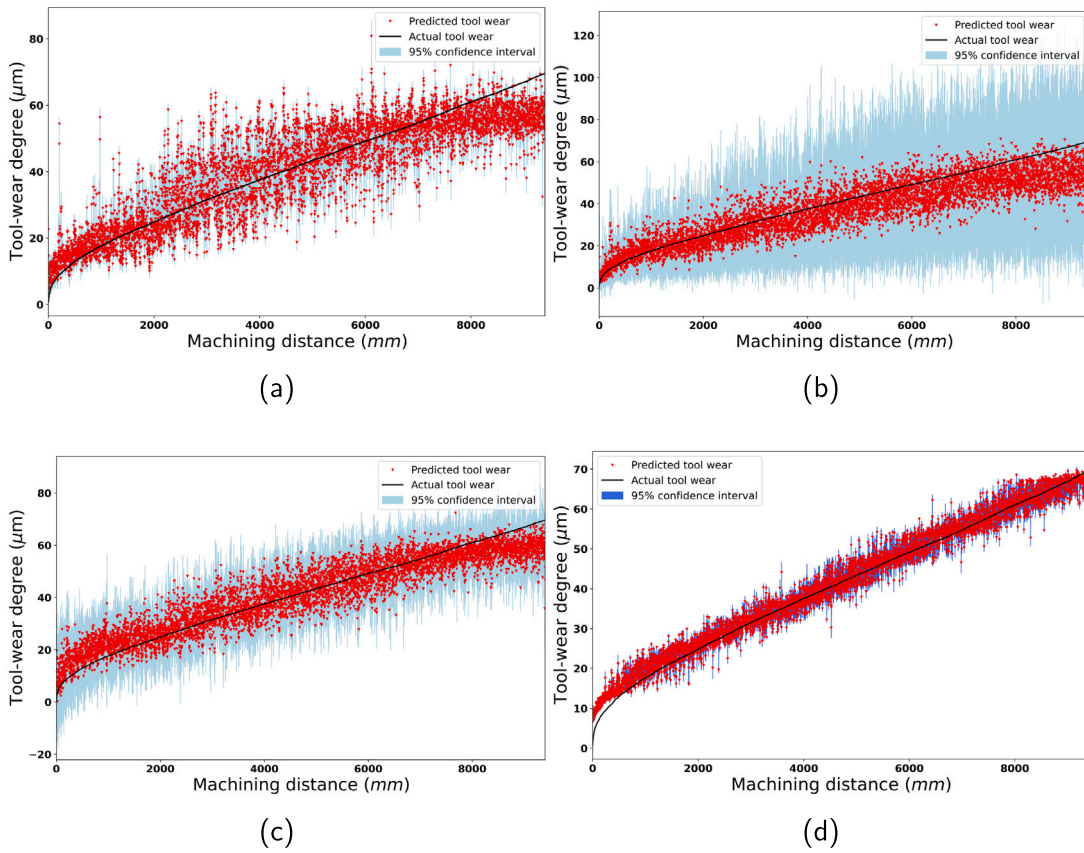 Predicted tool wear
Actual tool wear
95% confidence interval
Tool-wear degree (μm)
80
60
40
20
0
0 2000 4000 6000 8000
Machining distance (mm)
(a)
Predicted tool wear
Actual tool wear
95% confidence interval
Tool-wear degree (μm)
120
100
80
60
40
20
0
0 2000 4000 6000 8000
Machining distance (mm)
(b)
Predicted tool wear
Actual tool wear
95% confidence interval
Tool-wear degree (μm)
80
60
40
20
0
−20
0 2000 4000 6000 8000
Machining distance (mm)
(c)
Predicted tool wear
Actual tool wear
95% confidence interval
Tool-wear degree (μm)
70
60
50
40
30
20
10
0
0 2000 4000 6000 8000
Machining distance (mm)
(d)